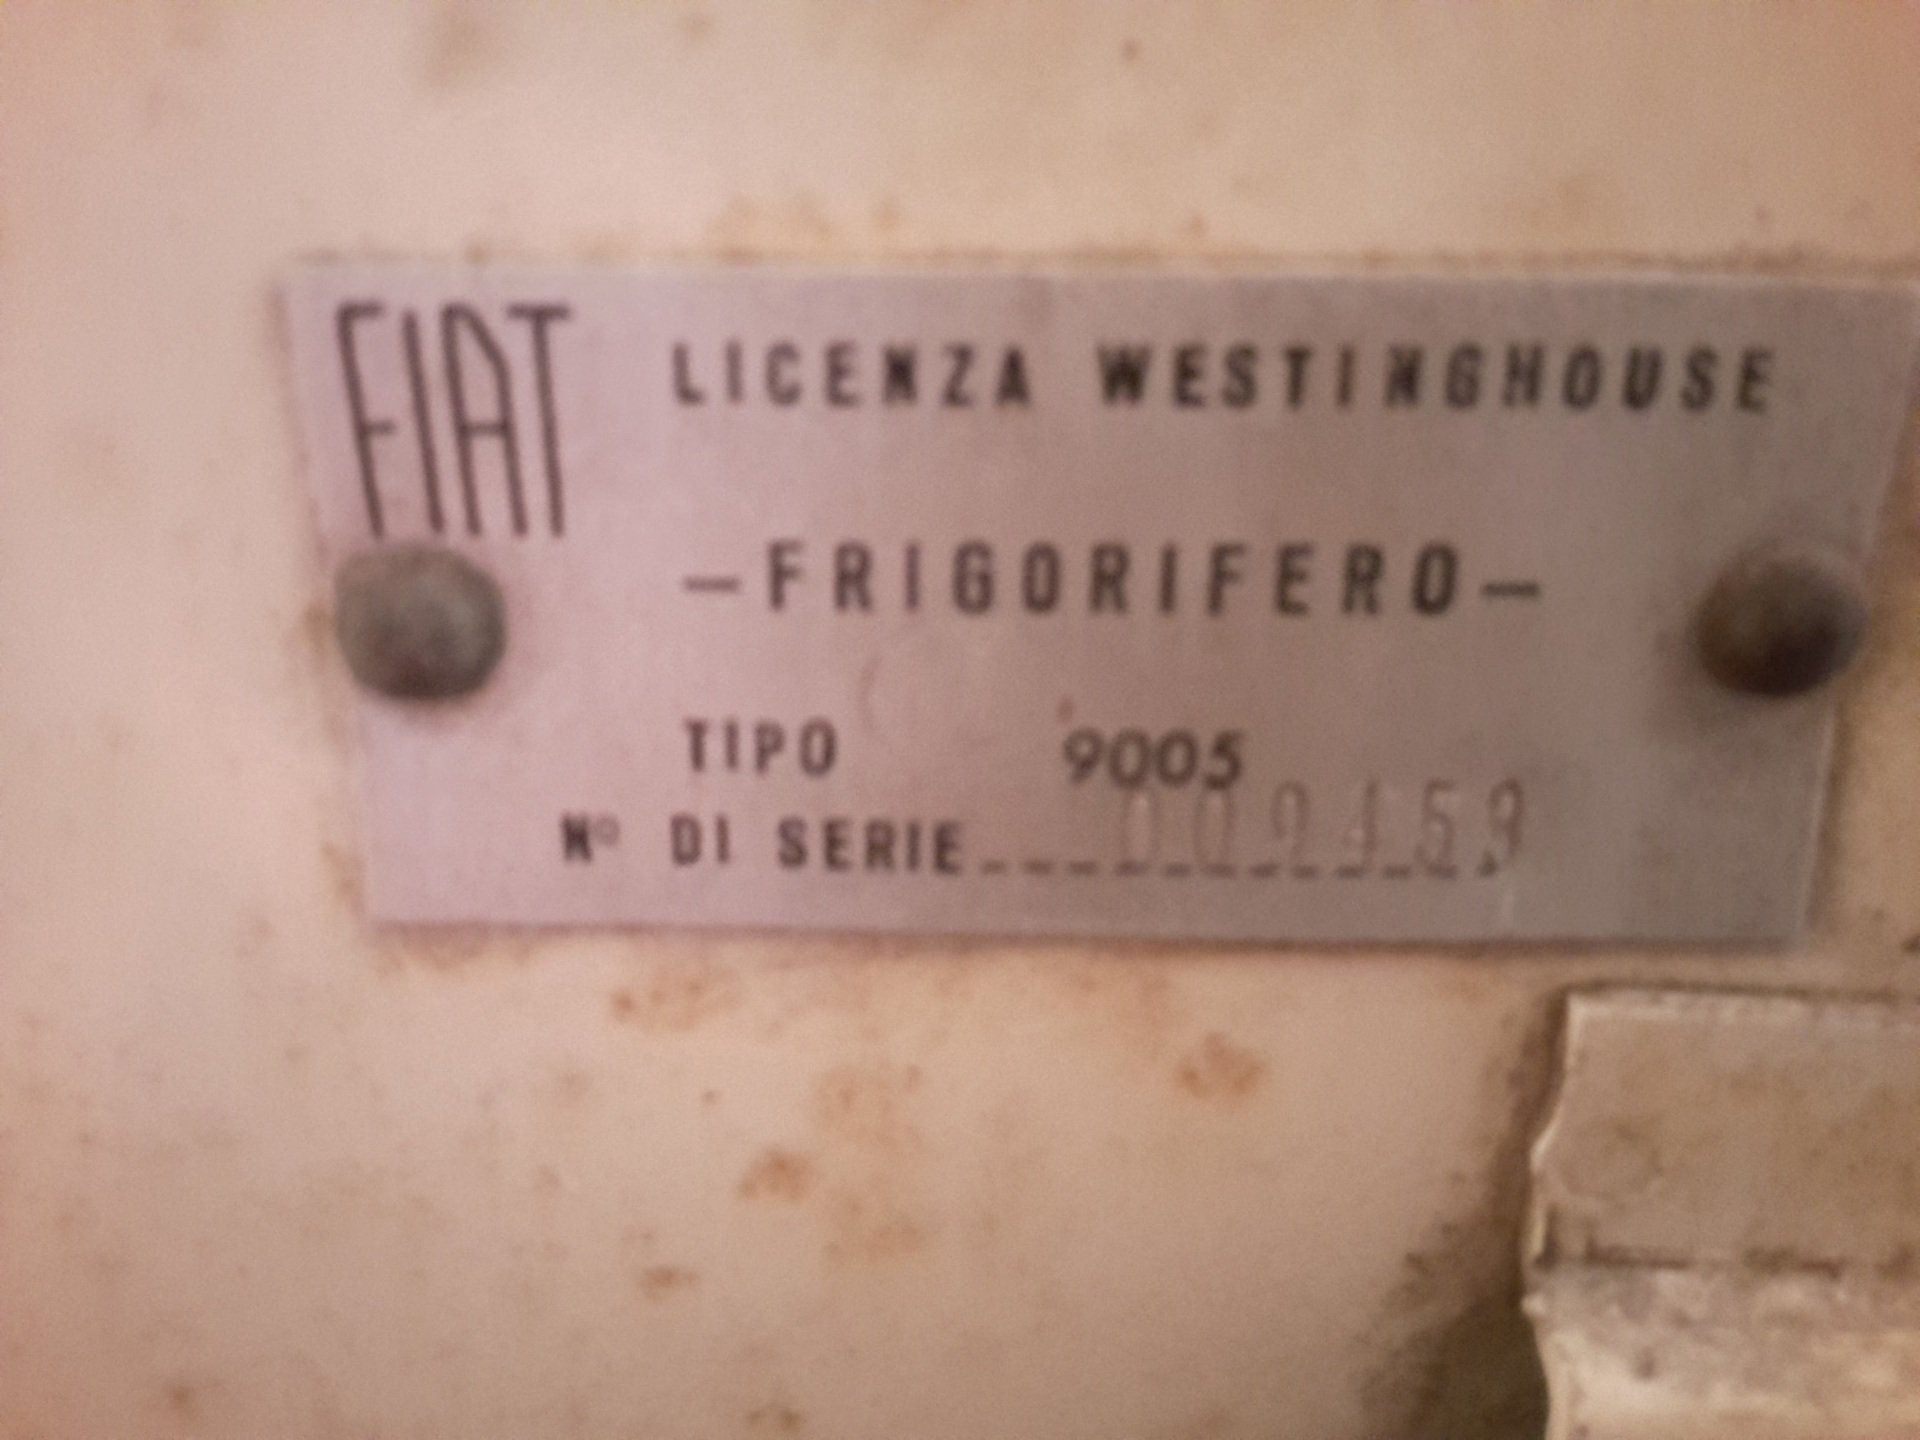 FIAT
LICENZA WESTINGHOUSE
—FRIGORIFERO—
TIPO 9005
N° DI SERIE